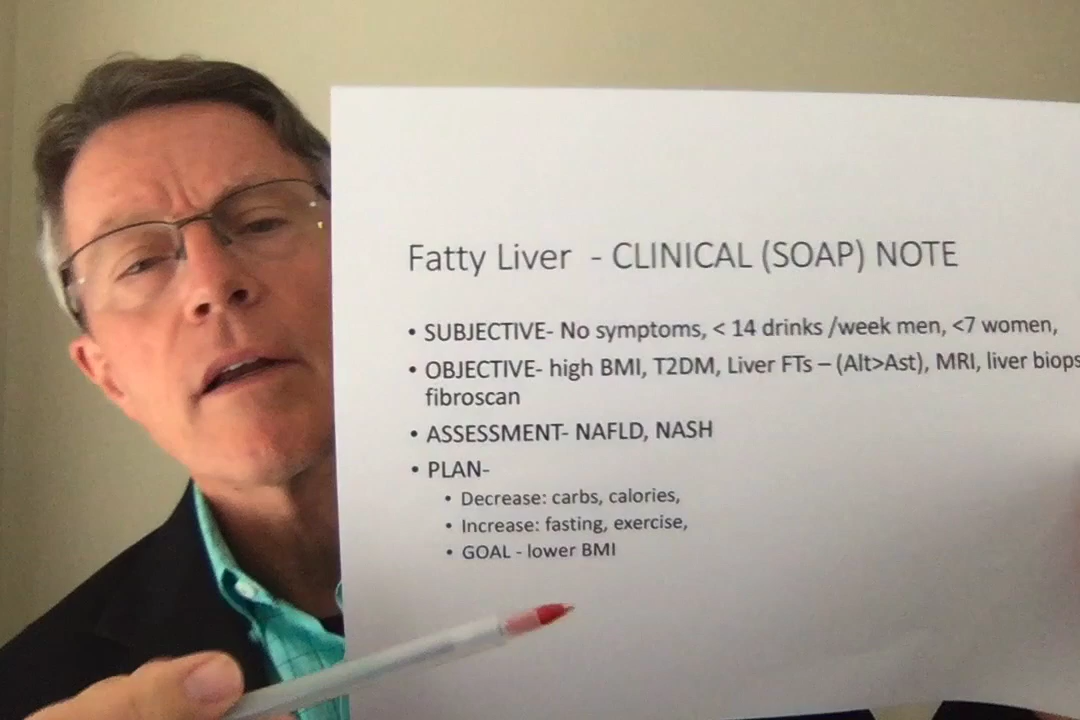 Fatty Liver - CLINICAL (SOAP) NOTE
• SUBJECTIVE- No symptoms, < 14 drinks /week men, <7 women,
• OBJECTIVE- high BMI, T2DM, Liver FTs – (Alt>Ast), MRI, liver biops
fibroscan
• ASSESSMENT- NAFLD, NASH
• PLAN-
• Decrease: carbs, calories,
• Increase: fasting, exercise,
• GOAL - lower BMI